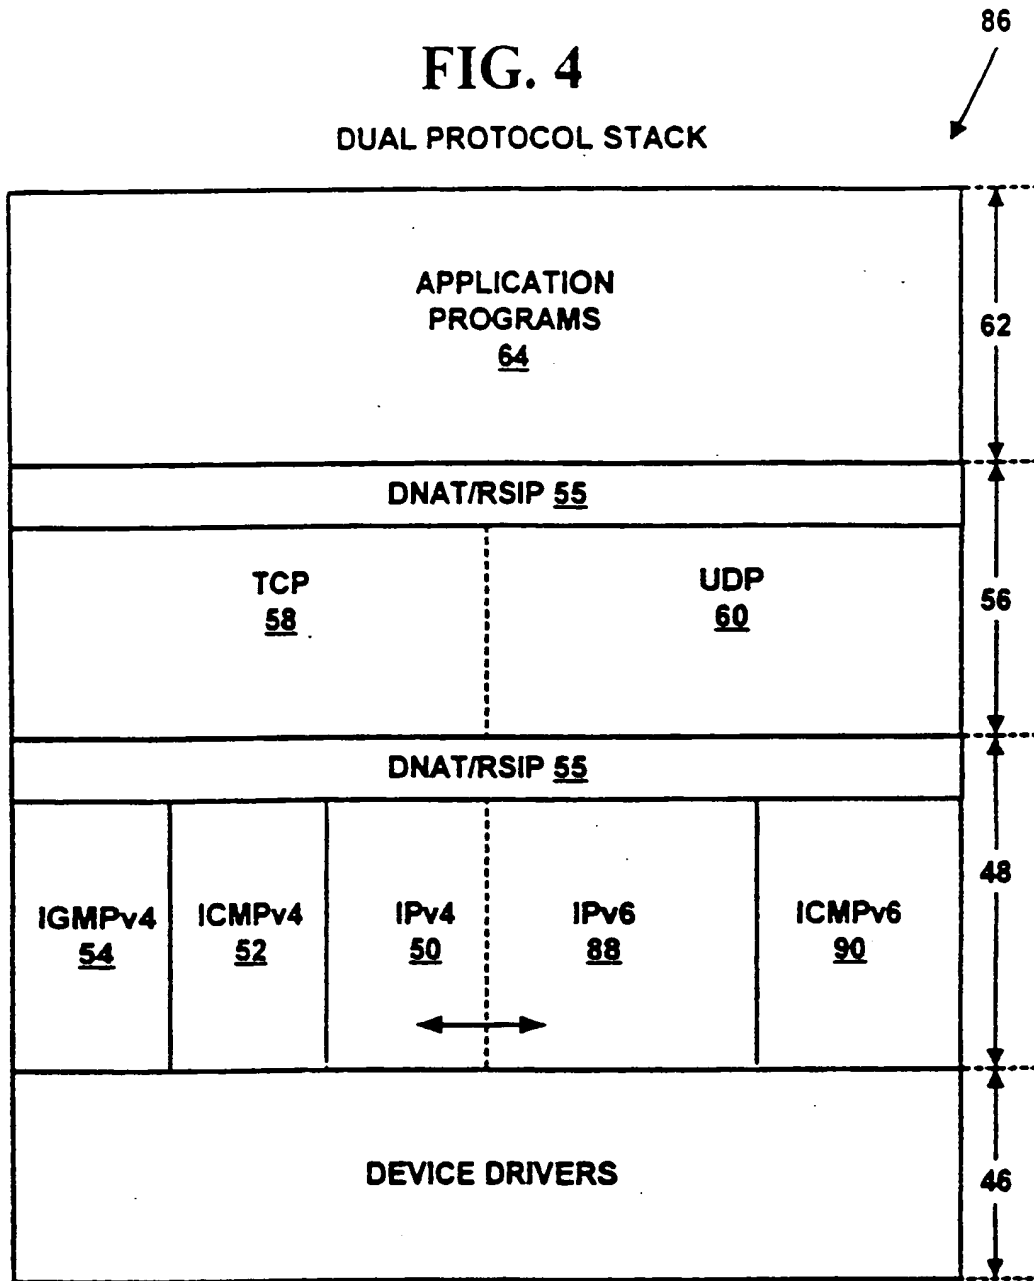 86
FIG. 4
DUAL PROTOCOL STACK
APPLICATION
PROGRAMS
64
62
DNAT/RSIP 55
TCP
58
UDP
60
56
DNAT/RSIP 55
IGMPv4
54
ICMPv4
52
IPv4
50
IPv6
88
ICMPv6
90
48
DEVICE DRIVERS
46